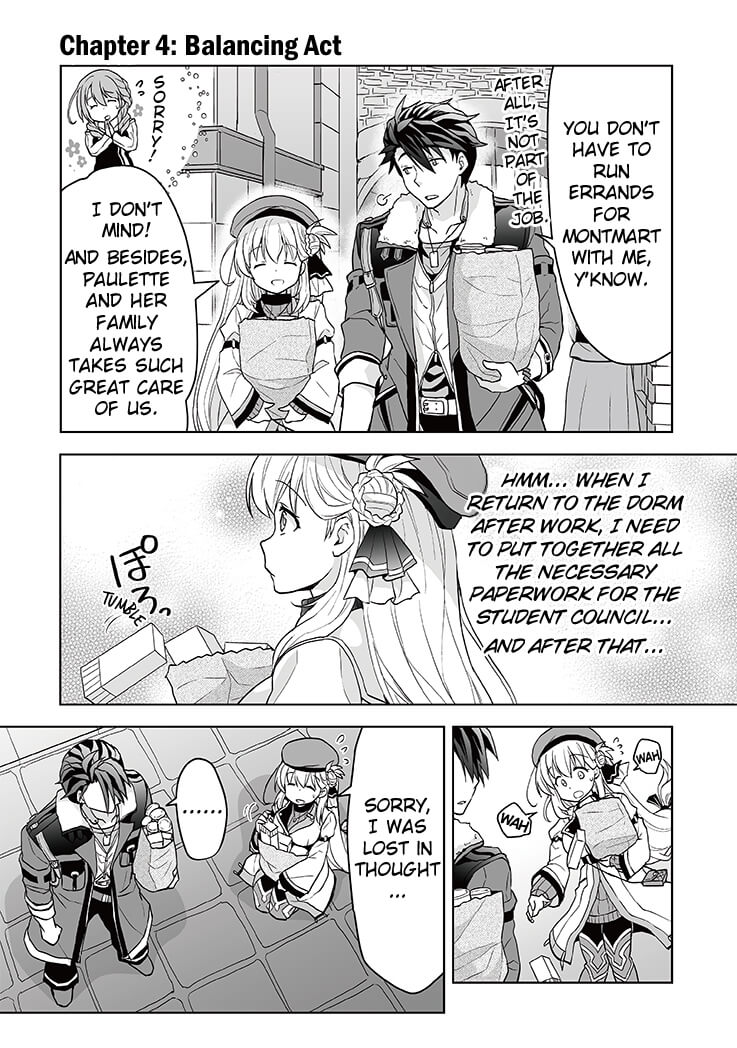 Chapter 4: Balancing Act
YOU DON'T
HAVE TO
RUN
ERRANDS
FOR
MONTMART
WITH ME,
Y'KNOW.
AFTER
ALL,
IT'S
NOT
PART
OF
THE
JOB.
SORRY!
I DON'T
MIND!
AND BESIDES,
PAULETTE
AND HER
FAMILY
ALWAYS
TAKES SUCH
GREAT CARE
OF US.
HMM... WHEN I
RETURN TO THE DORM
AFTER WORK, I NEED
TO PUT TOGETHER ALL
THE NECESSARY
PAPERWORK FOR THE
STUDENT COUNCIL...
AND AFTER THAT...
ぽろっ
TUMBLE
WAH
WAH
SORRY,
I WAS
LOST IN
THOUGHT
...
......